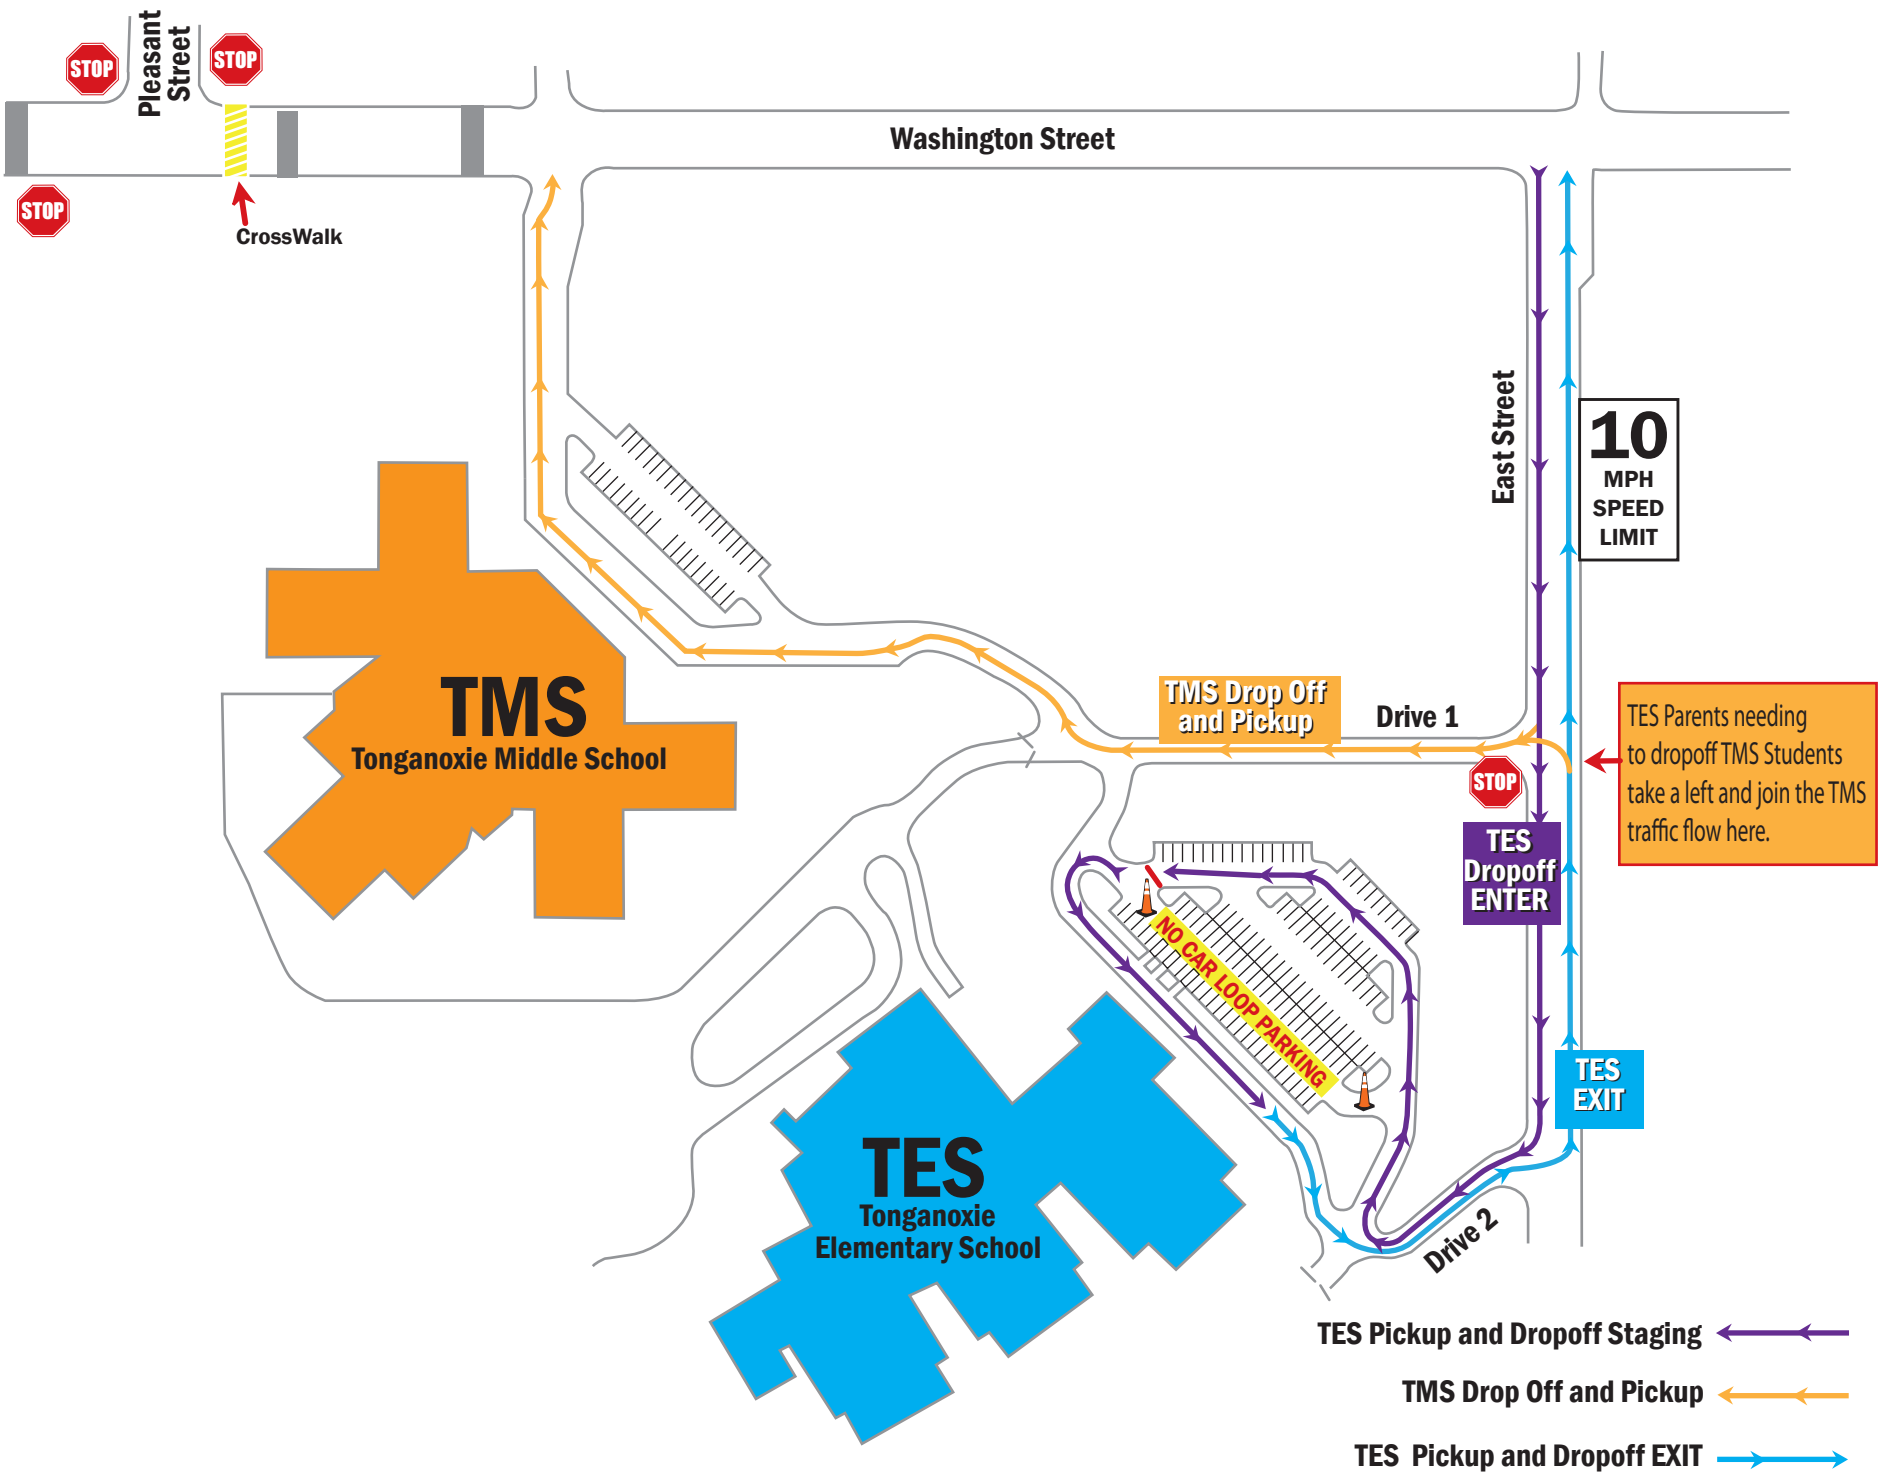 Pleasant
Street
STOP
STOP
STOP
CrossWalk
Washington Street
East Street
10
MPH
SPEED
LIMIT
TMS
Tonganoxie Middle School
TMS Drop Off
and Pickup
Drive 1
STOP
TES Parents needing
to dropoff TMS Students
take a left and join the TMS
traffic flow here.
TES
Dropoff
ENTER
NO CAR LOOP PARKING
TES
EXIT
TES
Tonganoxie
Elementary School
Drive 2
TES Pickup and Dropoff Staging
TMS Drop Off and Pickup
TES Pickup and Dropoff EXIT